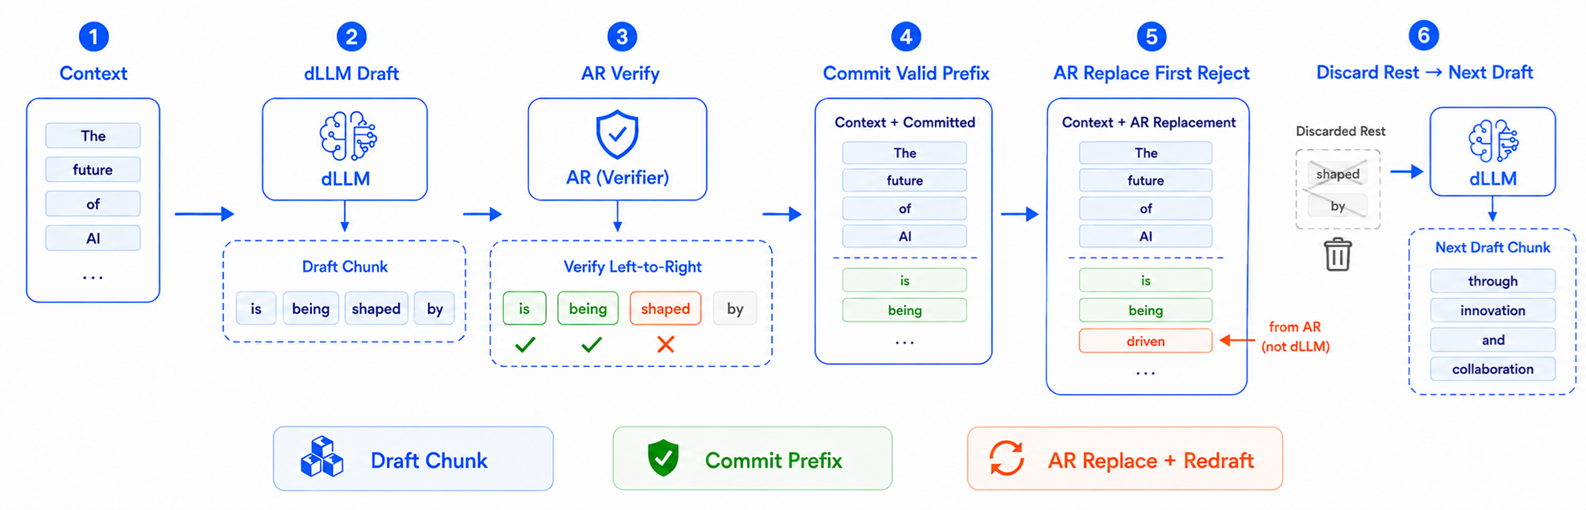 1
Context
The
future
of
AI
...
2
dLLM Draft
dLLM
Draft Chunk
is being shaped by
3
AR Verify
AR (Verifier)
Verify Left-to-Right
is being shaped by
4
Commit Valid Prefix
Context + Committed
The
future
of
AI
is
being
...
5
AR Replace First Reject
Context + AR Replacement
The
future
of
AI
is
being
driven
...
from AR
(not dLLM)
6
Discard Rest → Next Draft
Discarded Rest
shaped
by
dLLM
Next Draft Chunk
through
innovation
and
collaboration
Draft Chunk
Commit Prefix
AR Replace + Redraft